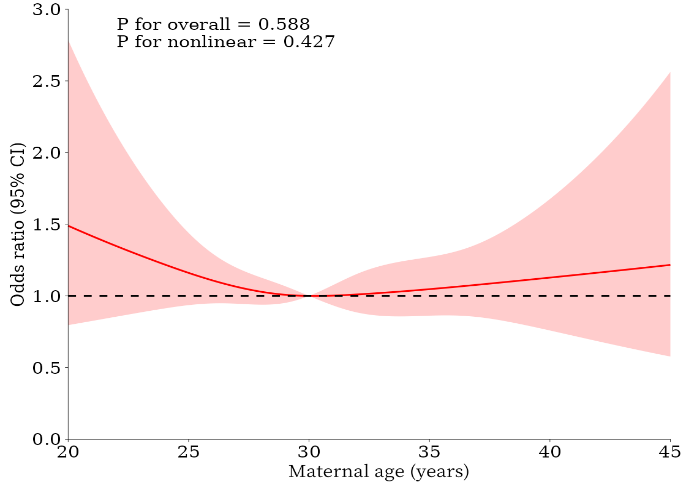 P for overall = 0.588
P for nonlinear = 0.427
3.0
2.5
2.0
1.5
1.0
0.5
0.0
Odds ratio (95% CI)
20 25 30 35 40 45
Maternal age (years)